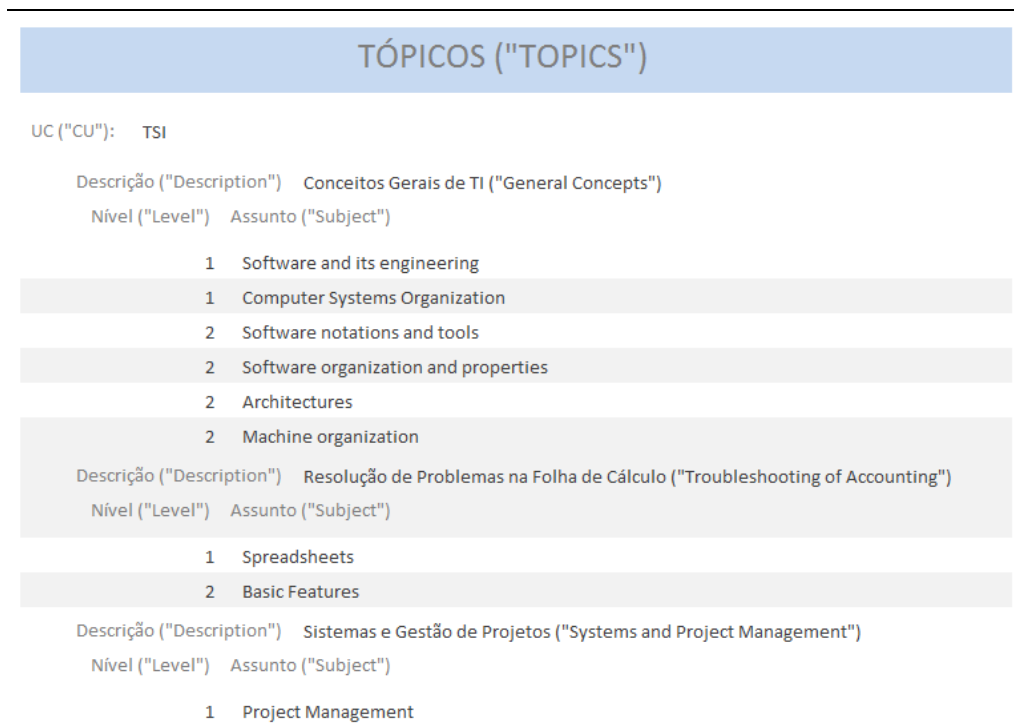 TÓPICOS ("TOPICS")
UC ("CU"): TSI
Descrição ("Description") Conceitos Gerais de TI ("General Concepts")
Nível ("Level") Assunto ("Subject")
1 Software and its engineering
1 Computer Systems Organization
2 Software notations and tools
2 Software organization and properties
2 Architectures
2 Machine organization
Descrição ("Description") Resolução de Problemas na Folha de Cálculo ("Troubleshooting of Accounting")
Nível ("Level") Assunto ("Subject")
1 Spreadsheets
2 Basic Features
Descrição ("Description") Sistemas e Gestão de Projetos ("Systems and Project Management")
Nível ("Level") Assunto ("Subject")
1 Project Management